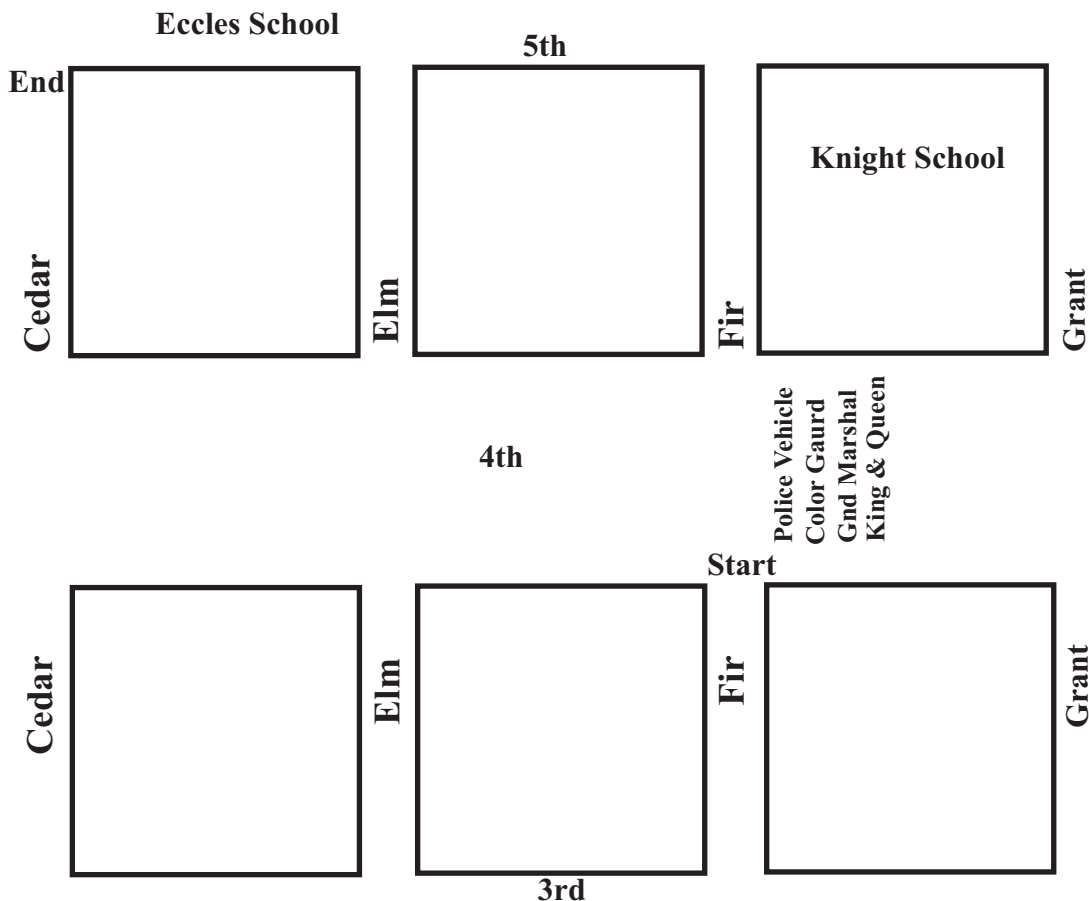 Eccles School
5th
End
Knight School
Cedar
Elm
Fir
Grant
4th
Police Vehicle
Color Gaurd
Gnd Marshal
King & Queen
Start
Cedar
Elm
Fir
Grant
3rd